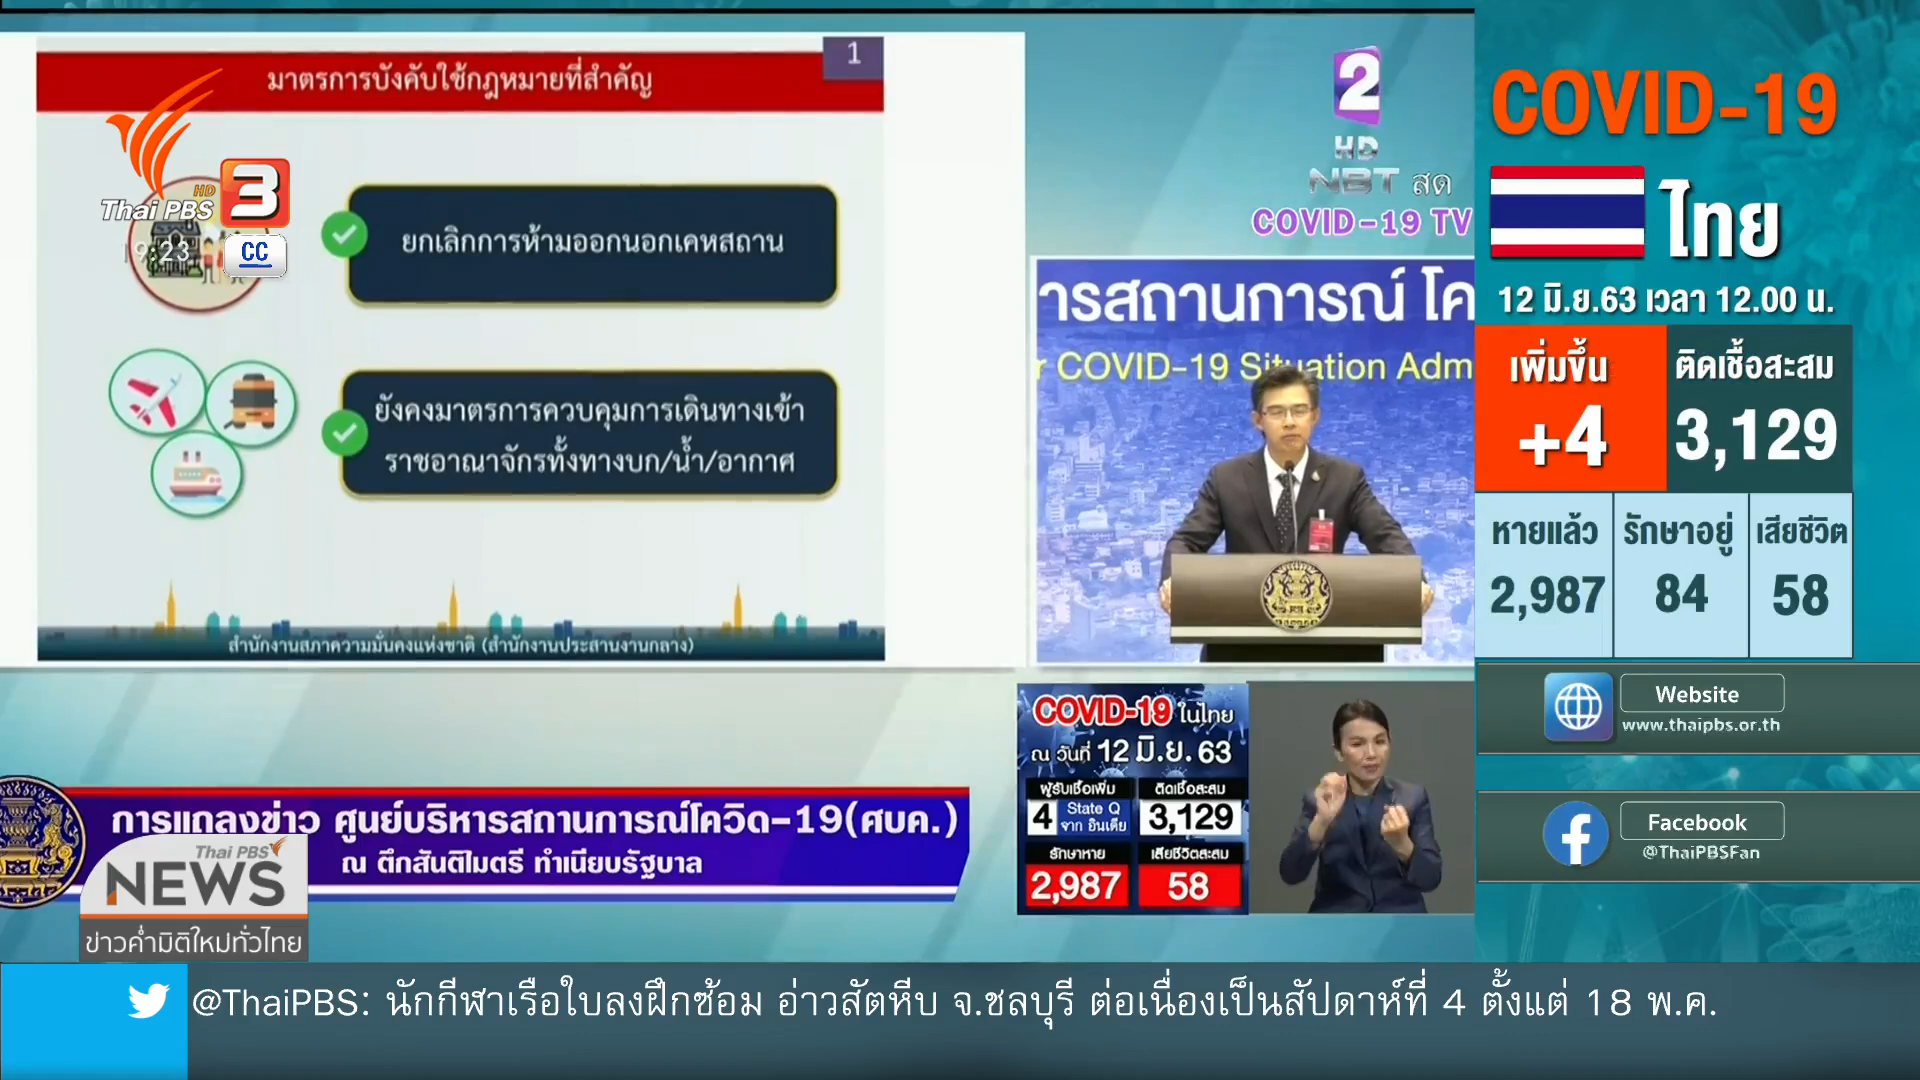 1
มาตรการบังคับใช้กฎหมายที่สำคัญ
Thai PBS
HD
3
19:23
CC
ยกเลิกการห้ามออกนอกเคหสถาน
ยังคงมาตรการควบคุมการเดินทางเข้า
ราชอาณาจักรทั้งทางบก/น้ำ/อากาศ
สำนักงานสภาความมั่นคงแห่งชาติ (สำนักงานประสานงานกลาง)
2
HD
NBT สด
COVID-19 TV
ารสถานการณ์ โค
r COVID-19 Situation Adm
COVID-19
ไทย
12 มิ.ย.63 เวลา 12.00 น.
เพิ่มขึ้น
+4
ติดเชื้อสะสม
3,129
หายแล้ว
2,987
รักษาอยู่
84
เสียชีวิต
58
Website
www.thaipbs.or.th
Facebook
@ThaiPBSFan
COVID-19 ในไทย
ณ วันที่ 12 มิ.ย. 63
ผู้รับเชื้อเพิ่ม
4 State Q
จาก อินเดีย
ติดเชื้อสะสม
3,129
รักษาหาย
2,987
เสียชีวิตสะสม
58
การแถลงข่าว ศูนย์บริหารสถานการณ์โควิด-19(ศบค.)
ณ ตึกสันติไมตรี ทำเนียบรัฐบาล
Thai PBS
NEWS
ข่าวค่ำมิติใหม่ทั่วไทย
@ThaiPBS: นักกีฬาเรือใบลงฝึกซ้อม อ่าวสัตหีบ จ.ชลบุรี ต่อเนื่องเป็นสัปดาห์ที่ 4 ตั้งแต่ 18 พ.ค.